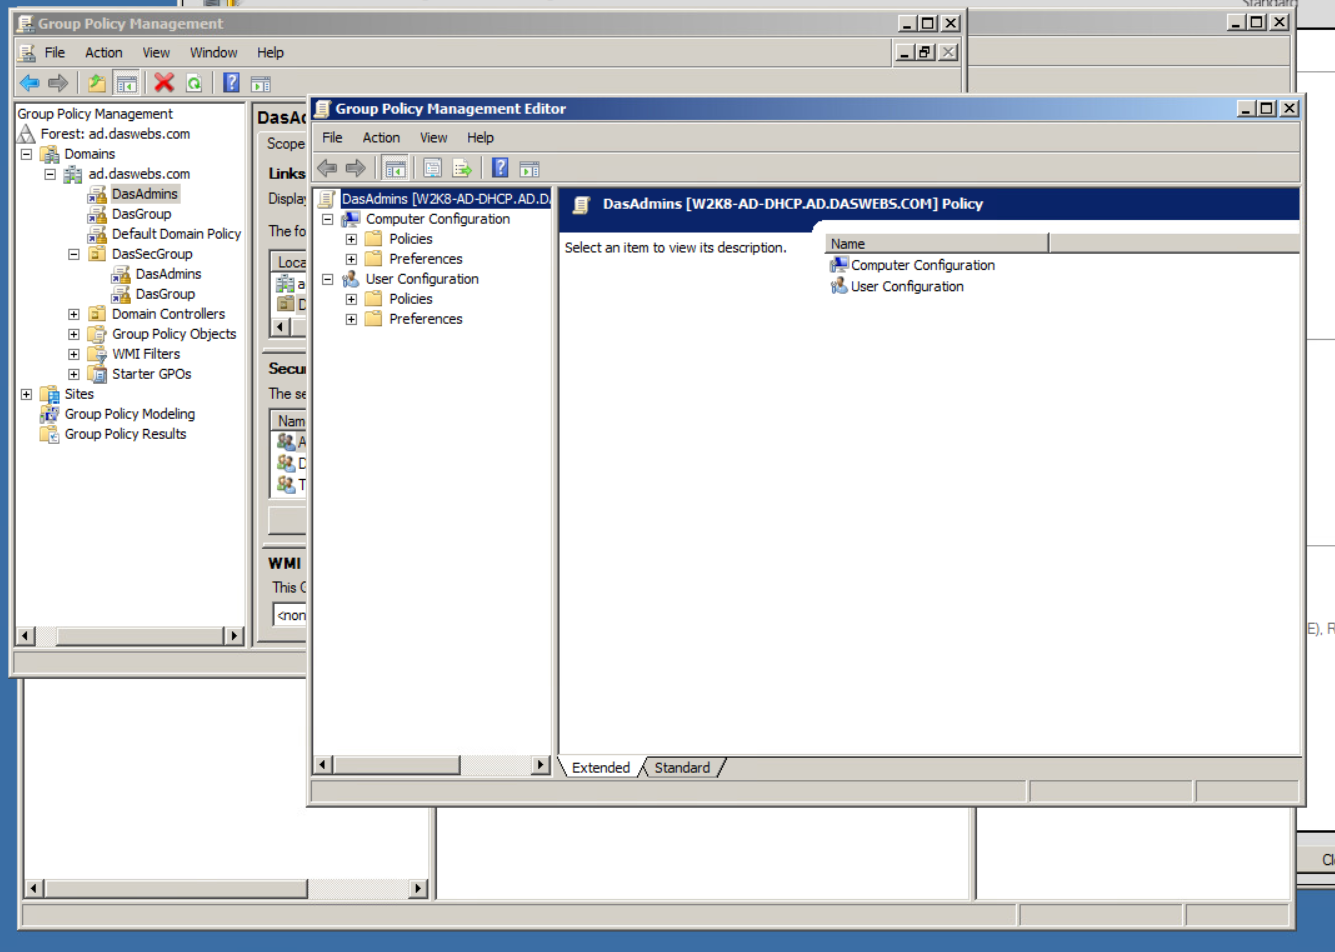 Standard
Group Policy Management
File Action View Window Help
Group Policy Management
Forest: ad.daswebs.com
Domains
ad.daswebs.com
DasAdmins
DasGroup
Default Domain Policy
DasSecGroup
DasAdmins
DasGroup
Domain Controllers
Group Policy Objects
WMI Filters
Starter GPOs
Sites
Group Policy Modeling
Group Policy Results
DasAd
Scope
Links
Display
The fo
Loca
a
D
Secu
The se
Nam
A
D
T
WMI
This G
<non
Group Policy Management Editor
File Action View Help
DasAdmins [W2K8-AD-DHCP.AD.DA
Computer Configuration
Policies
Preferences
User Configuration
Policies
Preferences
DasAdmins [W2K8-AD-DHCP.AD.DASWEBS.COM] Policy
Select an item to view its description.
Name
Computer Configuration
User Configuration
Extended Standard
E), R
Cl